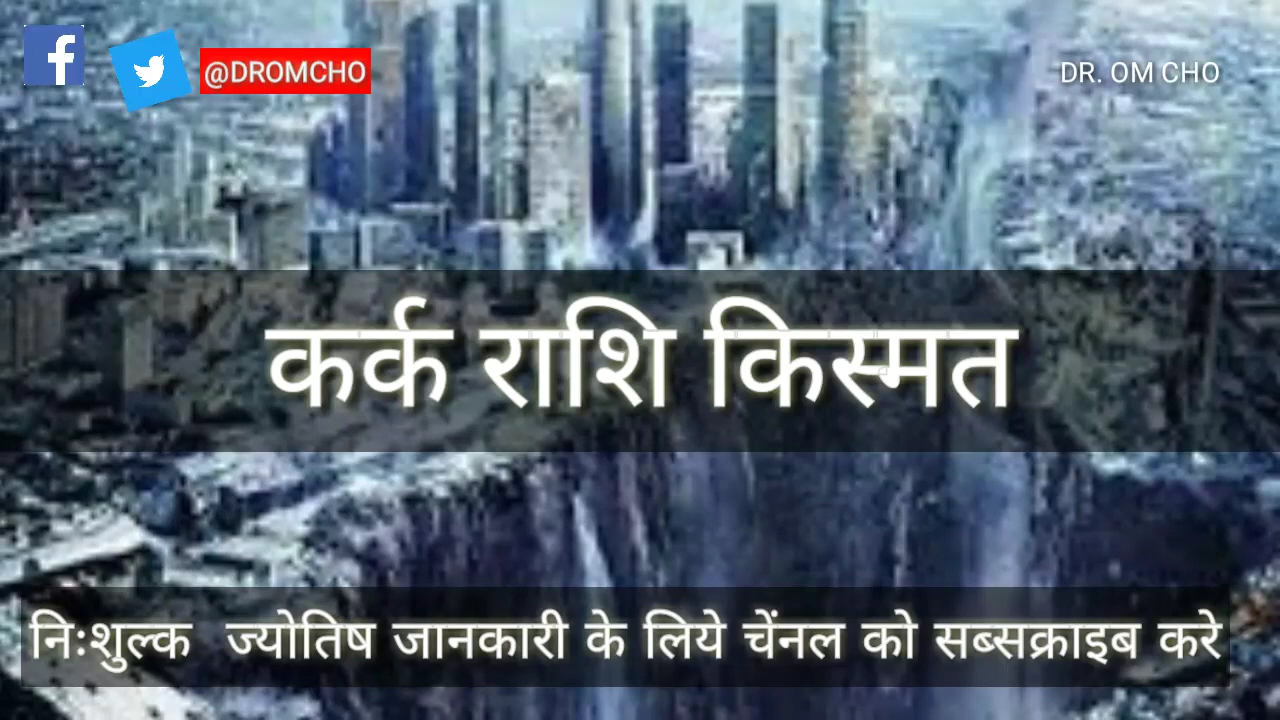 @DROMCHO
DR. OM CHO
कर्क राशि किस्मत
नि:शुल्क ज्योतिष जानकारी के लिये चेंनल को सब्सक्राइब करे